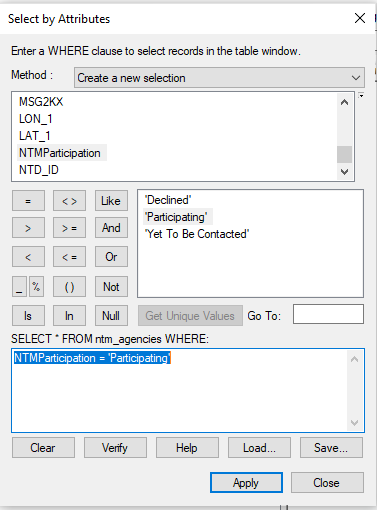 Select by Attributes
Enter a WHERE clause to select records in the table window.
Method : Create a new selection
MSG2KX
LON_1
LAT_1
NTMParticipation
NTD_ID
= < > Like
> > = And
< < = Or
_ % ( ) Not
Is In Null
'Declined'
'Participating'
'Yet To Be Contacted'
Get Unique Values Go To:
SELECT * FROM ntm_agencies WHERE:
NTMParticipation = 'Participating'
Clear Verify Help Load... Save...
Apply Close